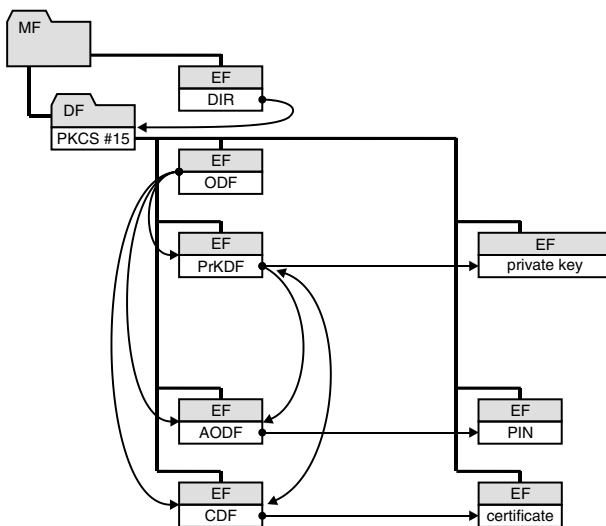 MF
EF
DIR
DF
PKCS #15
EF
ODF
EF
PrKDF
EF
private key
EF
AODF
EF
PIN
EF
CDF
EF
certificate